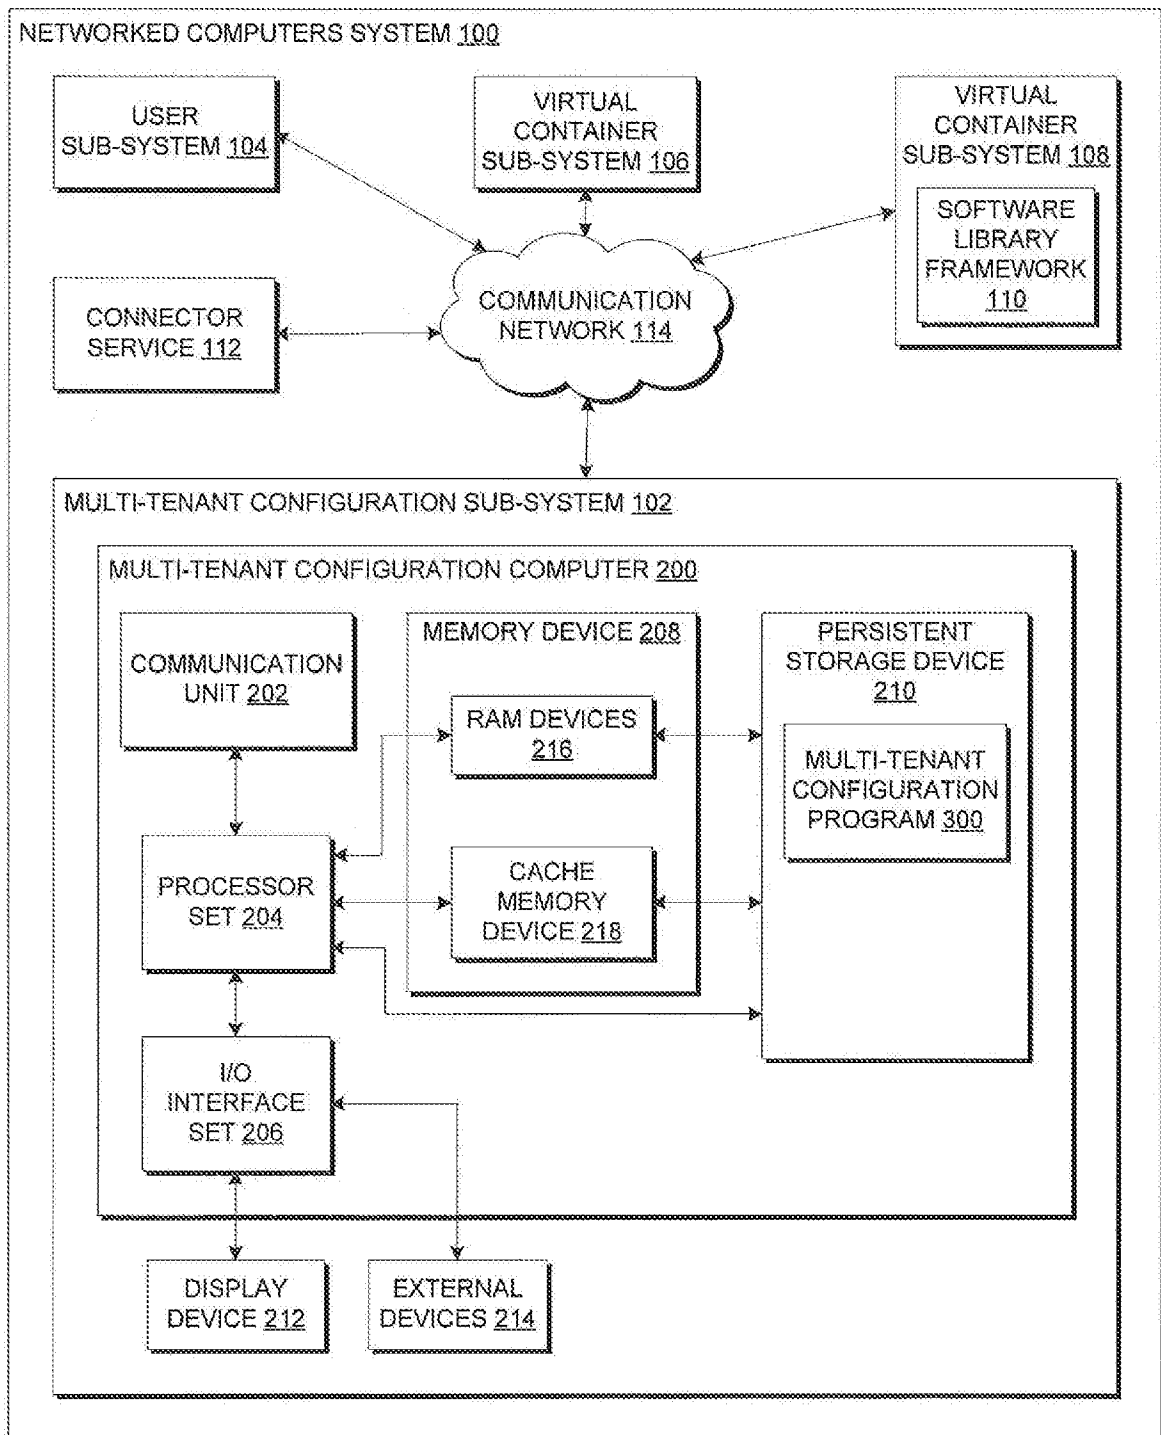 NETWORKED COMPUTERS SYSTEM 100
USER
SUB-SYSTEM 104
VIRTUAL
CONTAINER
SUB-SYSTEM 106
VIRTUAL
CONTAINER
SUB-SYSTEM 108
SOFTWARE
LIBRARY
FRAMEWORK
110
CONNECTOR
SERVICE 112
COMMUNICATION
NETWORK 114
MULTI-TENANT CONFIGURATION SUB-SYSTEM 102
MULTI-TENANT CONFIGURATION COMPUTER 200
COMMUNICATION
UNIT 202
MEMORY DEVICE 208
RAM DEVICES
216
CACHE
MEMORY
DEVICE 218
PERSISTENT
STORAGE DEVICE
210
MULTI-TENANT
CONFIGURATION
PROGRAM 300
PROCESSOR
SET 204
I/O
INTERFACE
SET 206
DISPLAY
DEVICE 212
EXTERNAL
DEVICES 214